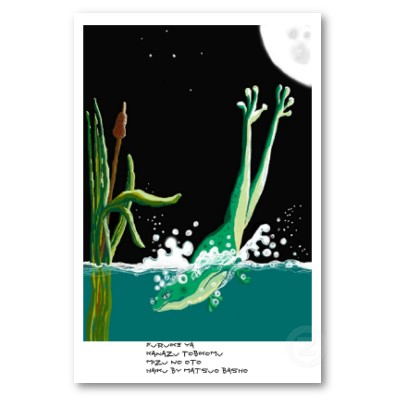 FURUIKE YA
KAWAZU TOBIKOMU
MIZU NO OTO
HAIKU BY MATSUO BASHO